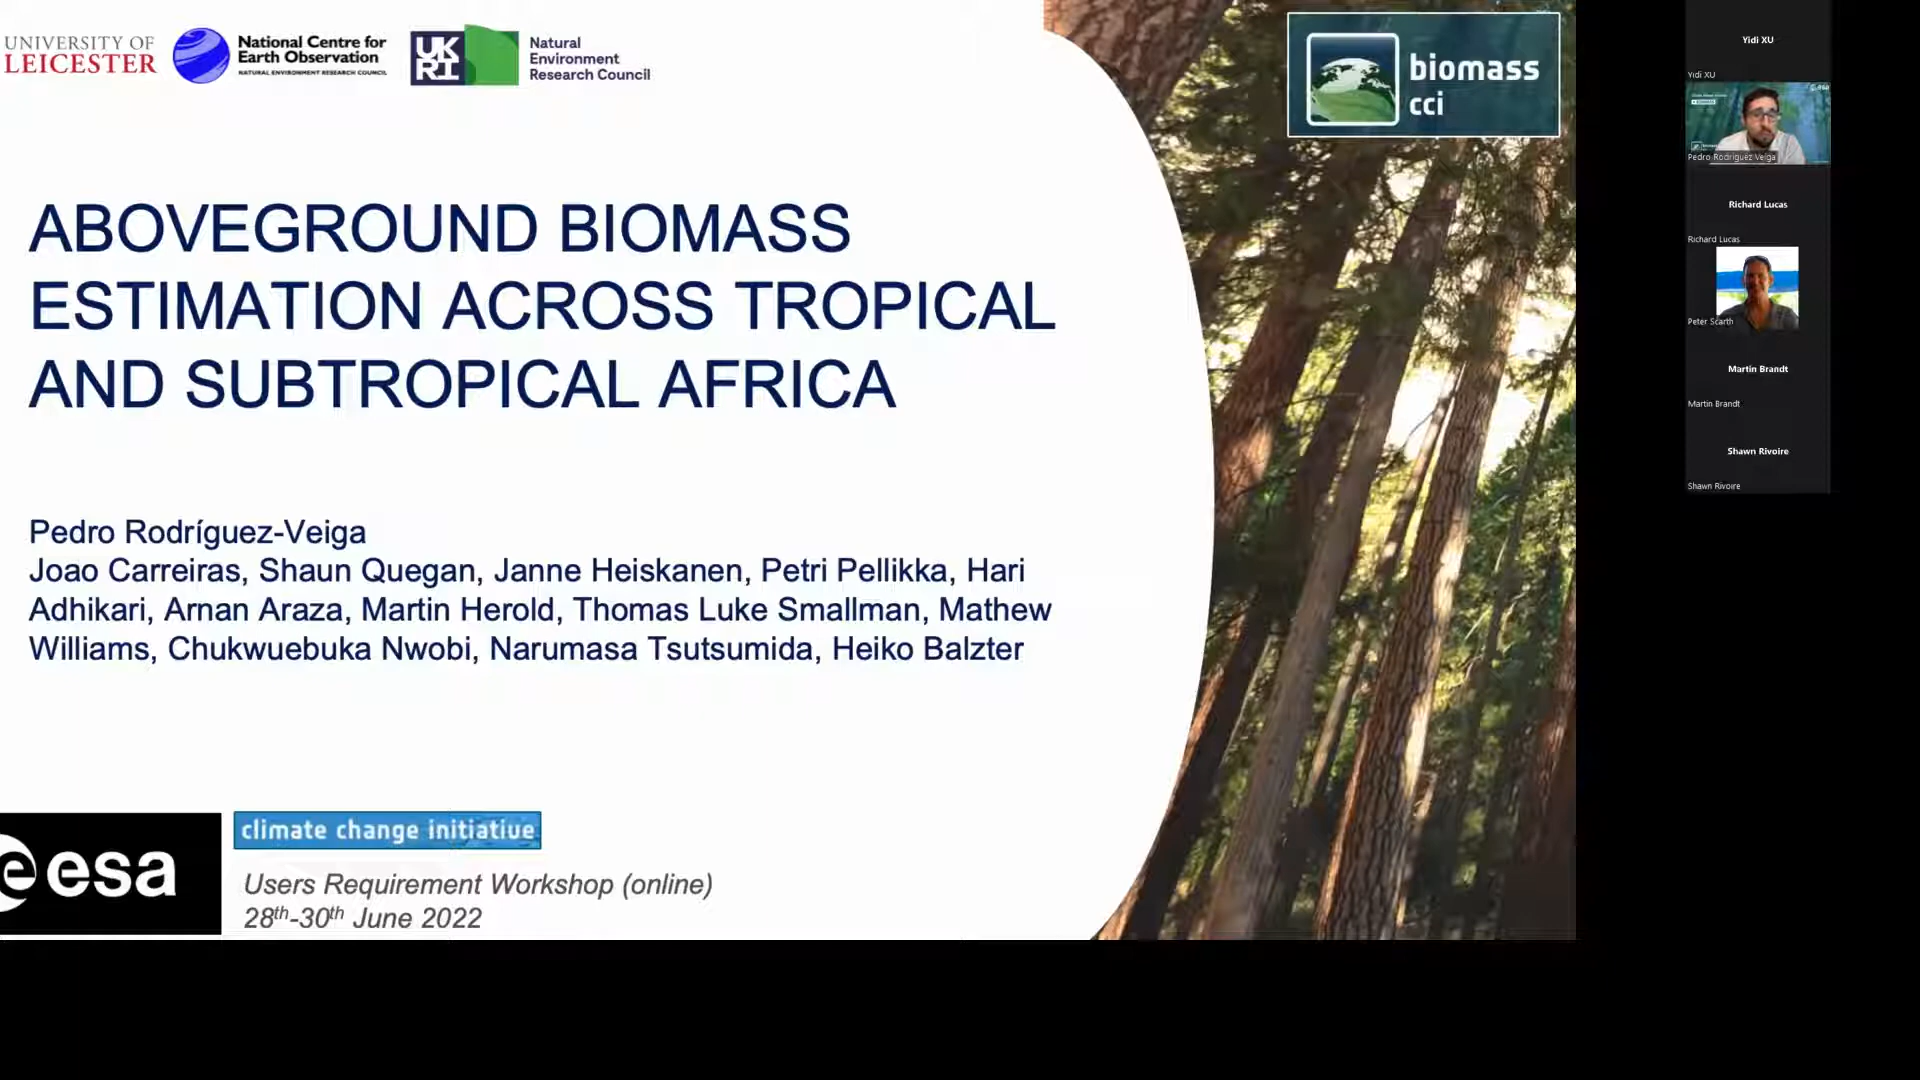 UNIVERSITY OF
LEICESTER
National Centre for
Earth Observation
NATURAL ENVIRONMENT RESEARCH COUNCIL
UK
RI
Natural
Environment
Research Council
biomass
cci
ABOVEGROUND BIOMASS
ESTIMATION ACROSS TROPICAL
AND SUBTROPICAL AFRICA
Pedro Rodríguez-Veiga
Joao Carreiras, Shaun Quegan, Janne Heiskanen, Petri Pellikka, Hari
Adhikari, Arnan Araza, Martin Herold, Thomas Luke Smallman, Mathew
Williams, Chukwuebuka Nwobi, Narumasa Tsutsumida, Heiko Balzter
esa
climate change initiative
Users Requirement Workshop (online)
28th-30th June 2022
Yidi XU
Yidi XU
esa
Pedro Rodríguez Veiga
Richard Lucas
Richard Lucas
Peter Scarth
Martin Brandt
Martin Brandt
Shawn Rivoire
Shawn Rivoire